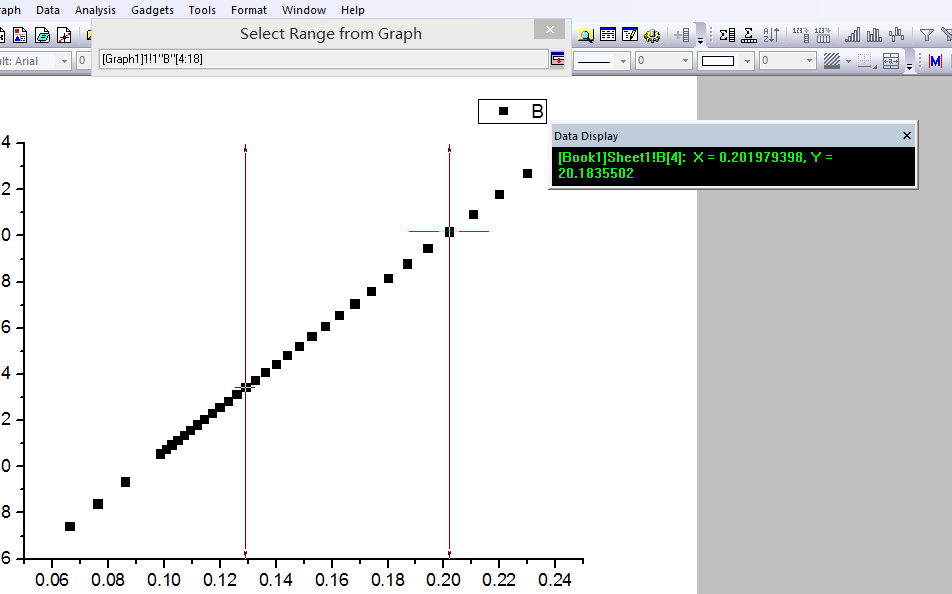 raph Data Analysis Gadgets Tools Format Window Help
Select Range from Graph
lt: Arial 0
[Graph1]1!1"B"[4:18]
0 0
M
B
Data Display
[Book1]Sheet1!B[4]: X = 0.201979398, Y =
20.1835502
4
2
0
8
6
4
2
0
8
6
0.06 0.08 0.10 0.12 0.14 0.16 0.18 0.20 0.22 0.24